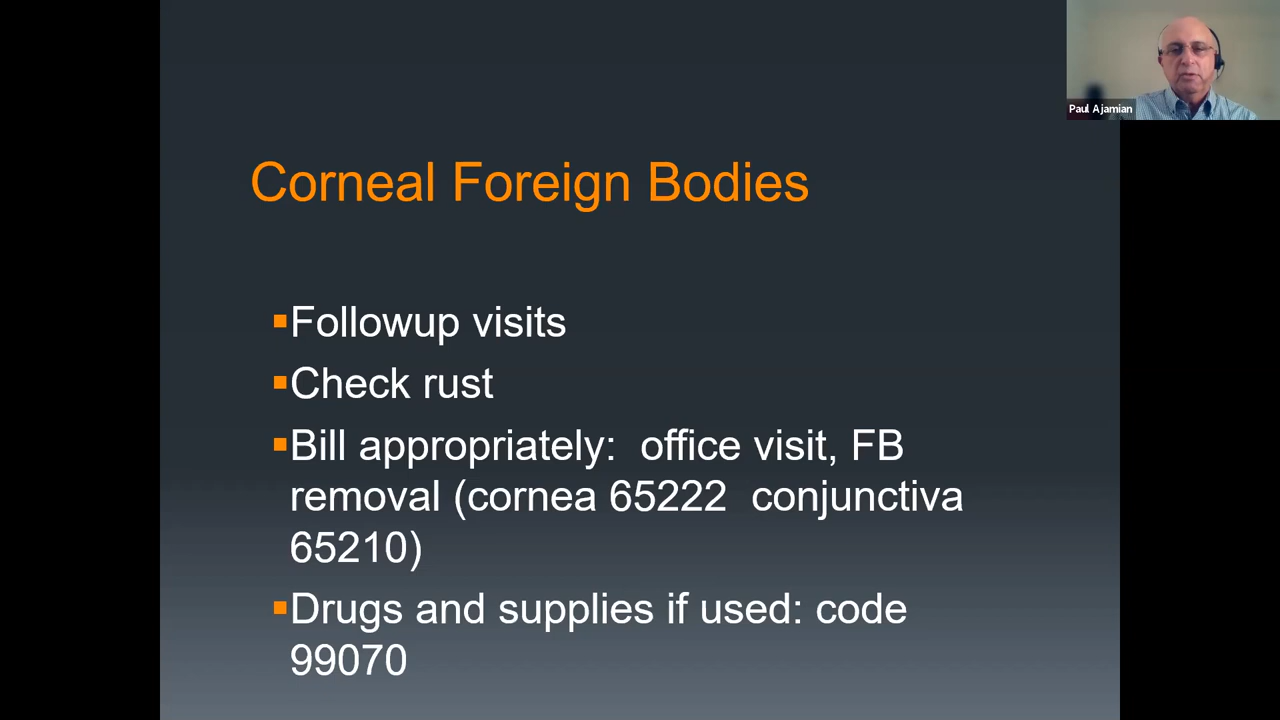 Paul Ajamian
Corneal Foreign Bodies
Followup visits
Check rust
Bill appropriately:  office visit, FB
removal (cornea 65222  conjunctiva
65210)
Drugs and supplies if used: code
99070